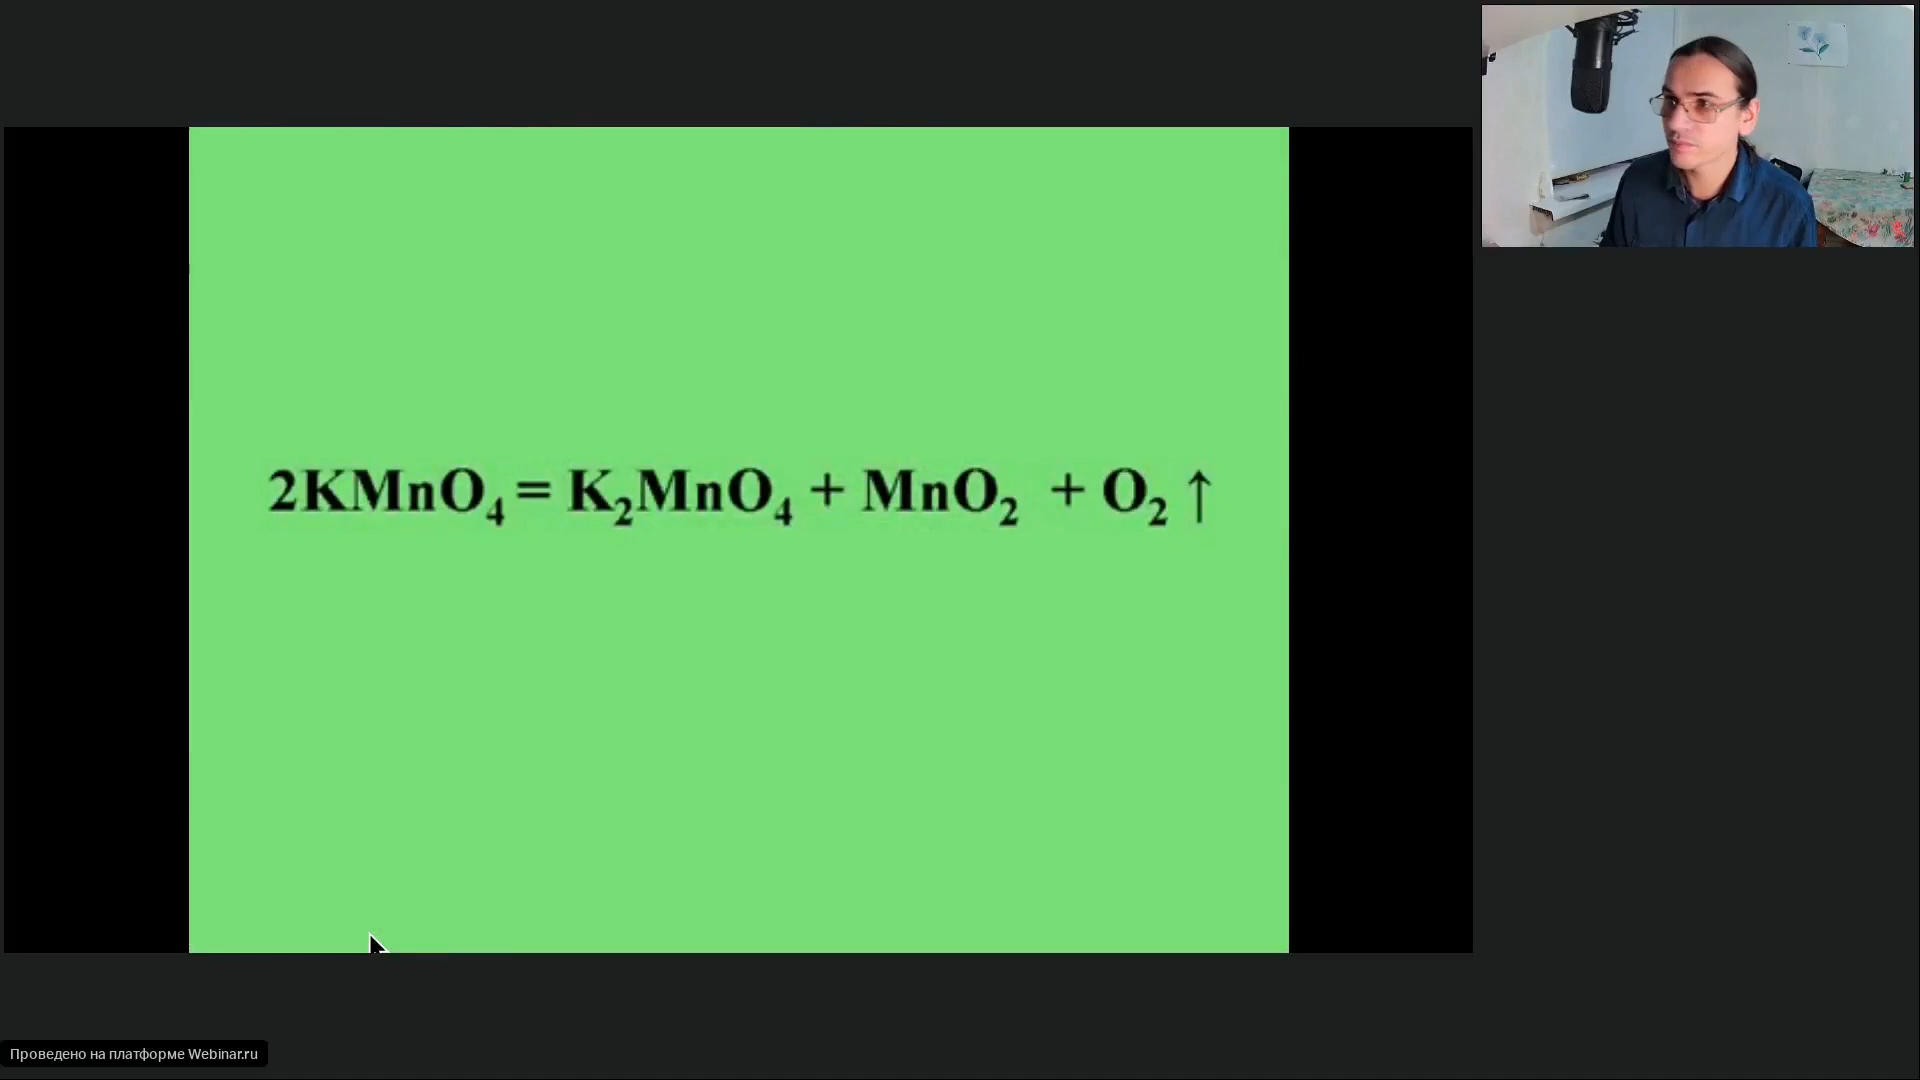 2KMnO₄ = K₂MnO₄ + MnO₂ + O₂ ↑
Проведено на платформе Webinar.ru